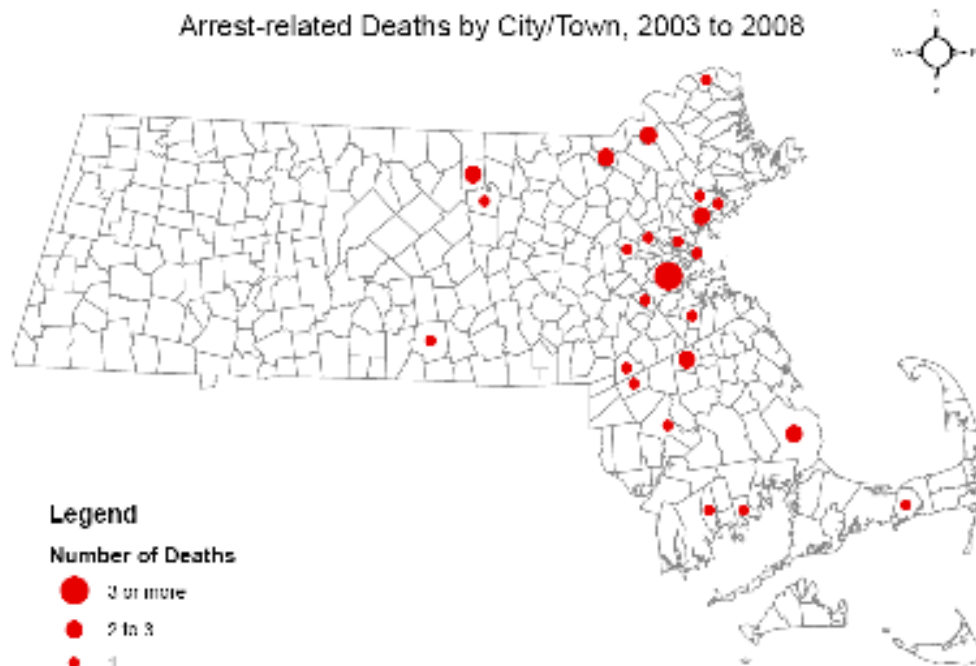 Arrest-related Deaths by City/Town, 2003 to 2008
W
Legend
Number of Deaths
3 or more
2 to 3
1